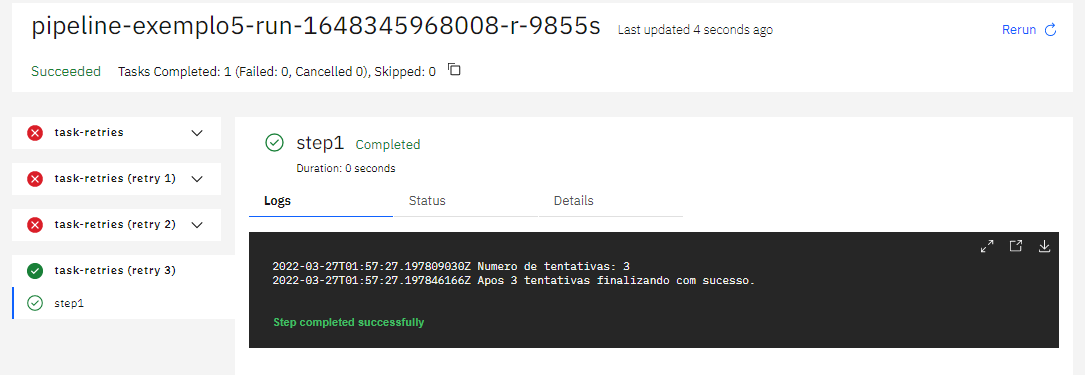 pipeline-exemplo5-run-1648345968008-r-9855s Last updated 4 seconds ago Rerun
Succeeded Tasks Completed: 1 (Failed: 0, Cancelled 0), Skipped: 0
task-retries
task-retries (retry 1)
task-retries (retry 2)
task-retries (retry 3)
step1
step1 Completed
Duration: 0 seconds
Logs Status Details
2022-03-27T01:57:27.197809030Z Numero de tentativas: 3
2022-03-27T01:57:27.197846166Z Apos 3 tentativas finalizando com sucesso.
Step completed successfully